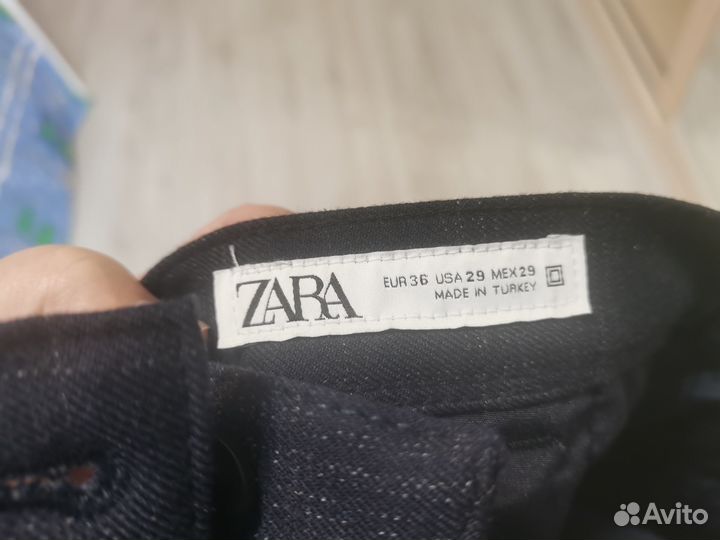 ZARA
EUR 36 USA 29 MEX 29
MADE IN TURKEY
Avito